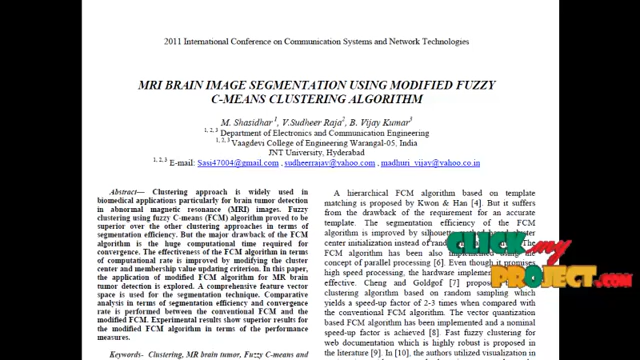 2011 International Conference on Communication Systems and Network Technologies
MRI BRAIN IMAGE SEGMENTATION USING MODIFIED FUZZY
C-MEANS CLUSTERING ALGORITHM
M. Shasidhar 1, V.Sudheer Raja2, B. Vijay Kumar3
1, 2, 3 Department of Electronics and Communication Engineering
1, 2, 3 Vaagdevi College of Engineering Warangal-05, India
JNT University, Hyderabad
1, 2, 3 E-mail: Sasi47004@gmail.com , sudheerrajav@yahoo.com , madhuri_vijay@yahoo.co.in
Abstract— Clustering approach is widely used in
biomedical applications particularly for brain tumor detection
in abnormal magnetic resonance (MRI) images. Fuzzy
clustering using fuzzy C-means (FCM) algorithm proved to be
superior over the other clustering approaches in terms of
segmentation efficiency. But the major drawback of the FCM
algorithm is the huge computational time required for
convergence. The effectiveness of the FCM algorithm in terms
of computational rate is improved by modifying the cluster
center and membership value updating criterion. In this paper,
the application of modified FCM algorithm for MR brain
tumor detection is explored. A comprehensive feature vector
space is used for the segmentation technique. Comparative
analysis in terms of segmentation efficiency and convergence
rate is performed between the conventional FCM and the
modified FCM. Experimental results show superior results for
the modified FCM algorithm in terms of the performance
measures.
Keywords- Clustering, MR brain tumor, Fuzzy C-means and
A hierarchical FCM algorithm based on template
matching is proposed by Kwon & Han [4]. But it suffers
from the drawback of the requirement for an accurate
template. The segmentation efficiency of the FCM
algorithm is improved by based cluster
center initialization instead of
FCM algorithm has been also implemented using the
concept of parallel processing [6]. Even though it promises
high speed processing, the hardware
effective. Cheng and Goldgof [7]
clustering algorithm based on random sampling which
yields a speed-up factor of 2-3 times when compared with
the conventional FCM algorithm. The vector quantization
based FCM algorithm has been implemented and a nominal
speed-up factor is achieved [8]. Fast fuzzy clustering for
web documentation which is highly robust is proposed in
the literature [9]. In [10], the authors utilized visualization in
CLICK my
PROJECT.COM